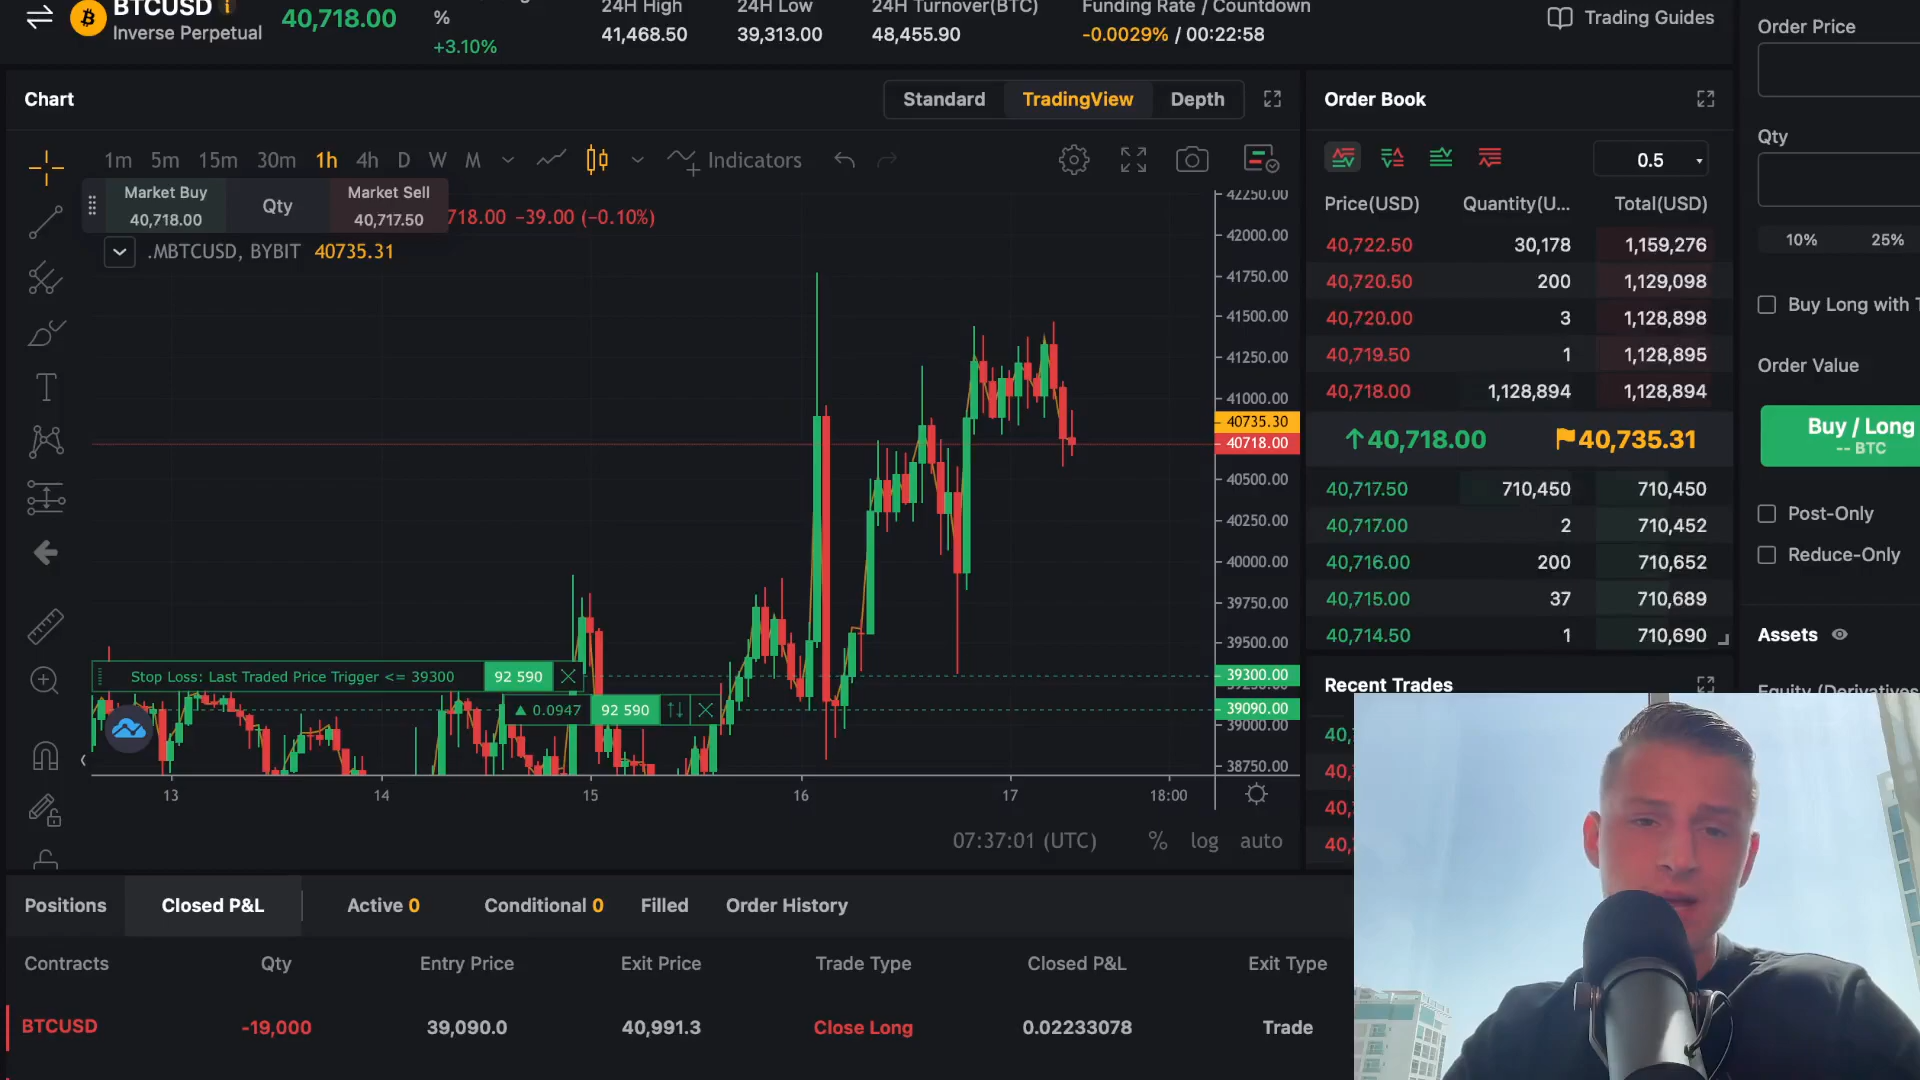 BTCUSD
Inverse Perpetual
40,718.00
%
+3.10%
24H High
41,468.50
24H Low
39,313.00
24H Turnover(BTC)
48,455.90
Funding Rate / Countdown
-0.0029% / 00:22:58
Trading Guides
Chart
Standard TradingView Depth
1m 5m 15m 30m 1h 4h D W M Indicators
Market Buy
40,718.00
Qty
Market Sell
40,717.50
718.00 −39.00 (−0.10%)
.MBTCUSD, BYBIT 40735.31
42250.00
42000.00
41750.00
41500.00
41250.00
41000.00
40735.30
40718.00
40500.00
40250.00
40000.00
39750.00
39500.00
39300.00
39250.00
39090.00
39000.00
38750.00
Stop Loss: Last Traded Price Trigger <= 39300 92 590
▲ 0.0947 92 590
13 14 15 16 17 18:00
07:37:01 (UTC) % log auto
Order Book
0.5
Price(USD) Quantity(U... Total(USD)
40,722.50 30,178 1,159,276
40,720.50 200 1,129,098
40,720.00 3 1,128,898
40,719.50 1 1,128,895
40,718.00 1,128,894 1,128,894
↑40,718.00 40,735.31
40,717.50 710,450 710,450
40,717.00 2 710,452
40,716.00 200 710,652
40,715.00 37 710,689
40,714.50 1 710,690
Recent Trades
40,
40,
40,
40,
Order Price
Qty
10% 25%
Buy Long with T
Order Value
Buy / Long
-- BTC
Post-Only
Reduce-Only
Assets
Equity (Derivatives
Positions Closed P&L Active 0 Conditional 0 Filled Order History
Contracts Qty Entry Price Exit Price Trade Type Closed P&L Exit Type
BTCUSD -19,000 39,090.0 40,991.3 Close Long 0.02233078 Trade